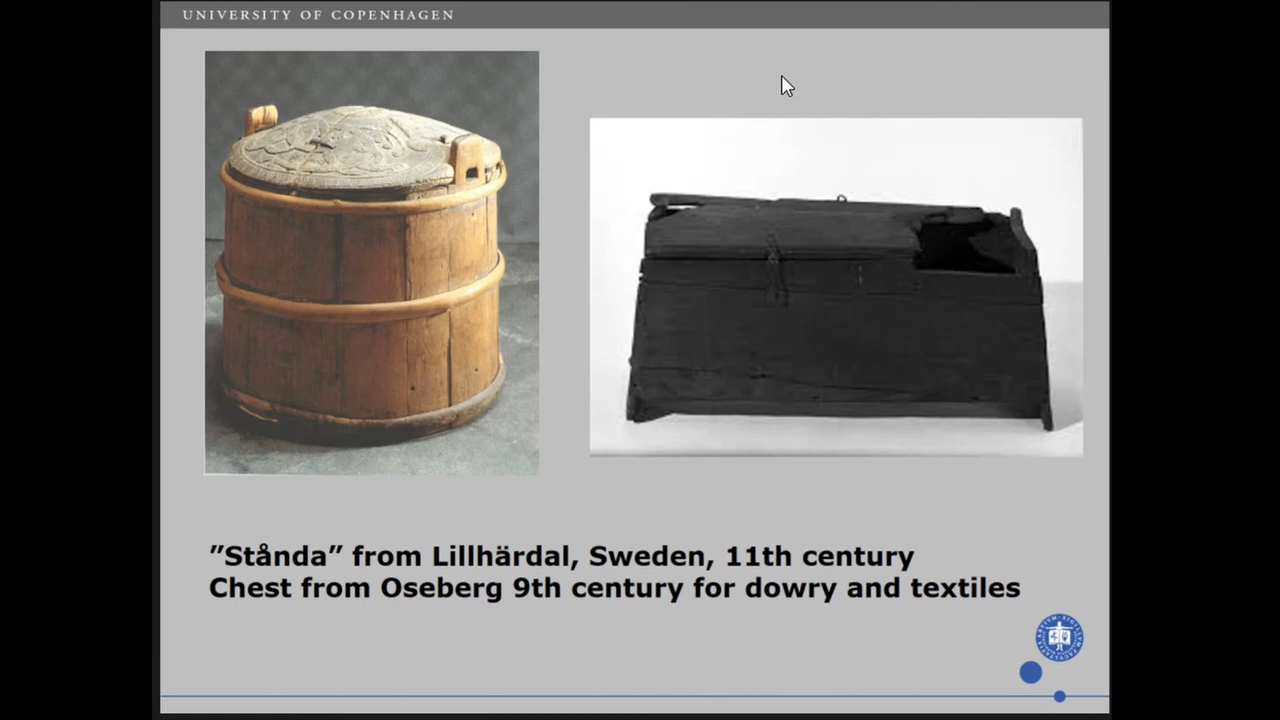 UNIVERSITY OF COPENHAGEN
”Stånda” from Lillhärdal, Sweden, 11th century
Chest from Oseberg 9th century for dowry and textiles